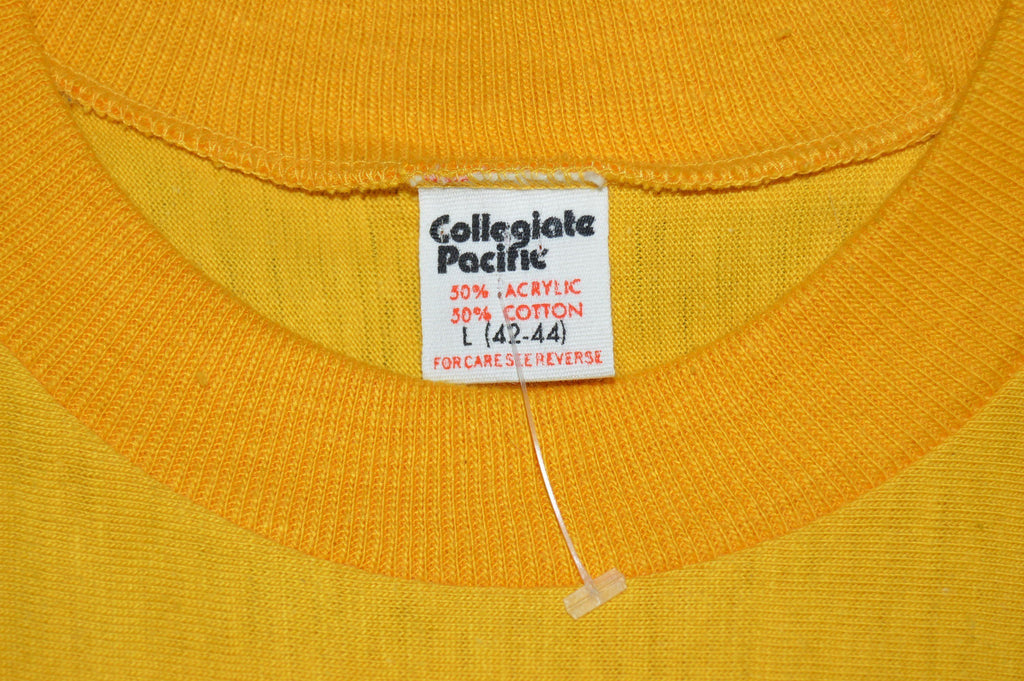 Collegiate
Pacific
50% ACRYLIC
50% COTTON
L (42-44)
FOR CARE SEE REVERSE